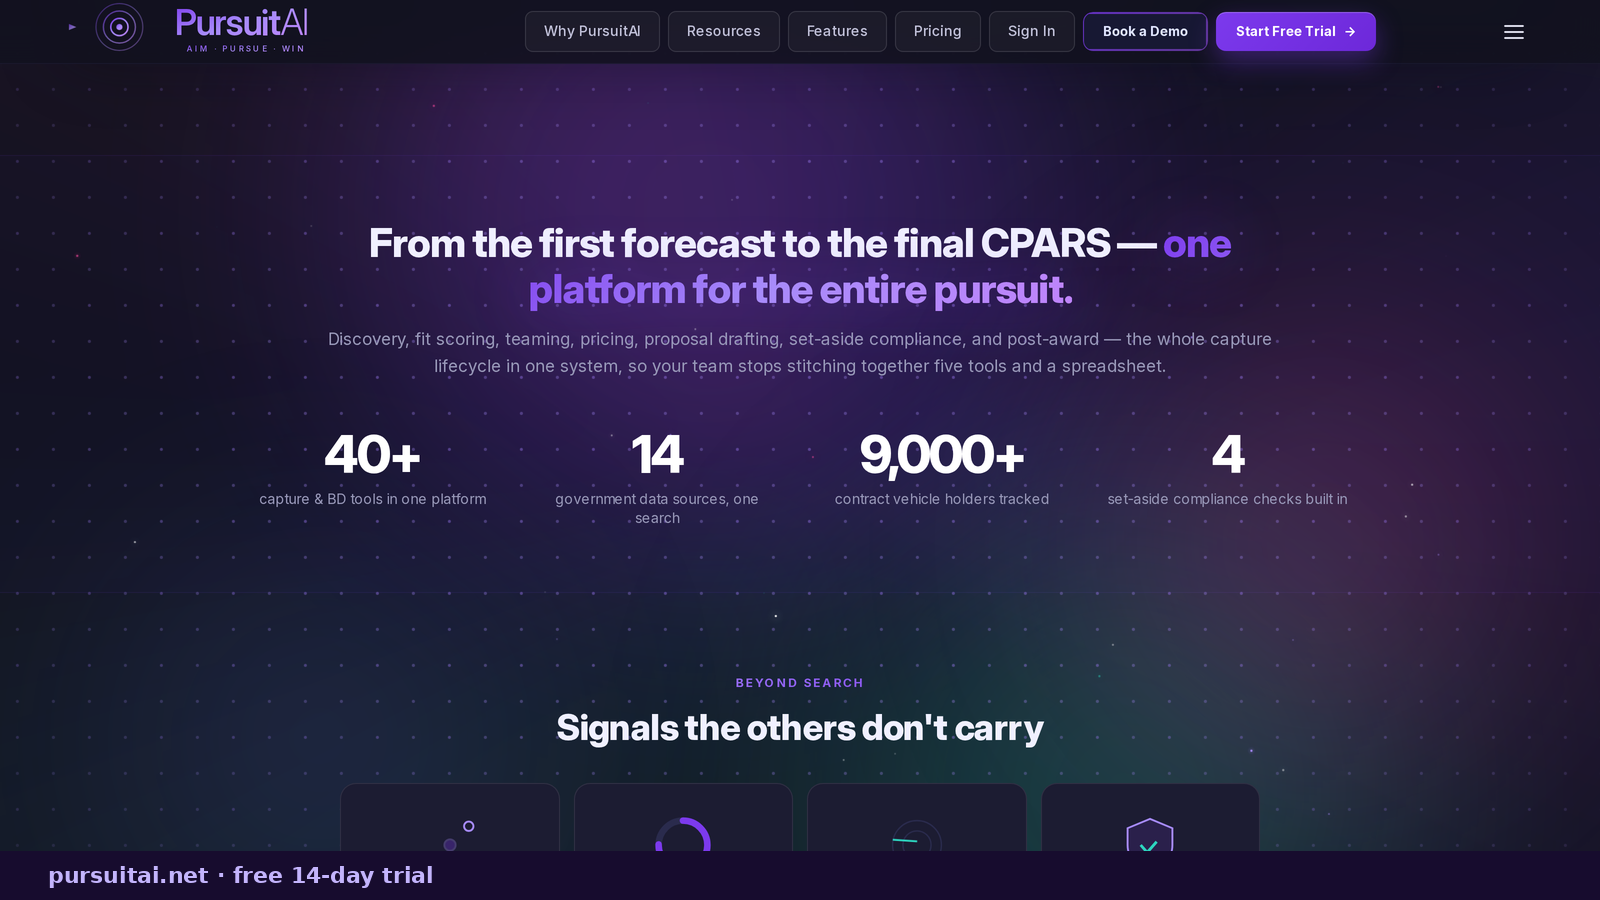 PursuitAI
AIM · PURSUE · WIN
Why PursuitAI
Resources
Features
Pricing
Sign In
Book a Demo
Start Free Trial →
From the first forecast to the final CPARS — one
platform for the entire pursuit.
Discovery, fit scoring, teaming, pricing, proposal drafting, set-aside compliance, and post-award — the whole capture
lifecycle in one system, so your team stops stitching together five tools and a spreadsheet.
40+
capture & BD tools in one platform
14
government data sources, one
search
9,000+
contract vehicle holders tracked
4
set-aside compliance checks built in
BEYOND SEARCH
Signals the others don't carry
pursuitai.net · free 14-day trial